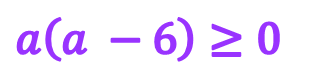 a(a − 6) ≥ 0